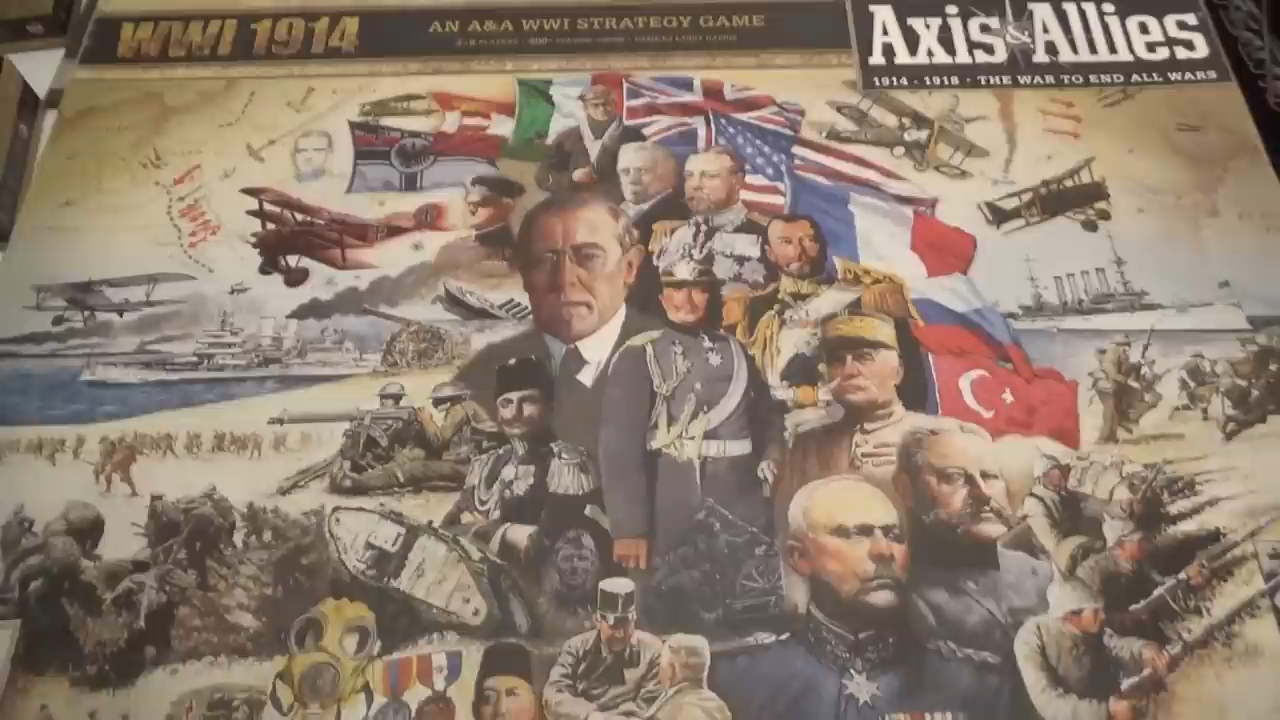 WWI 1914
AN A&A WWI STRATEGY GAME
Axis & Allies
1914 - 1918 - THE WAR TO END ALL WARS